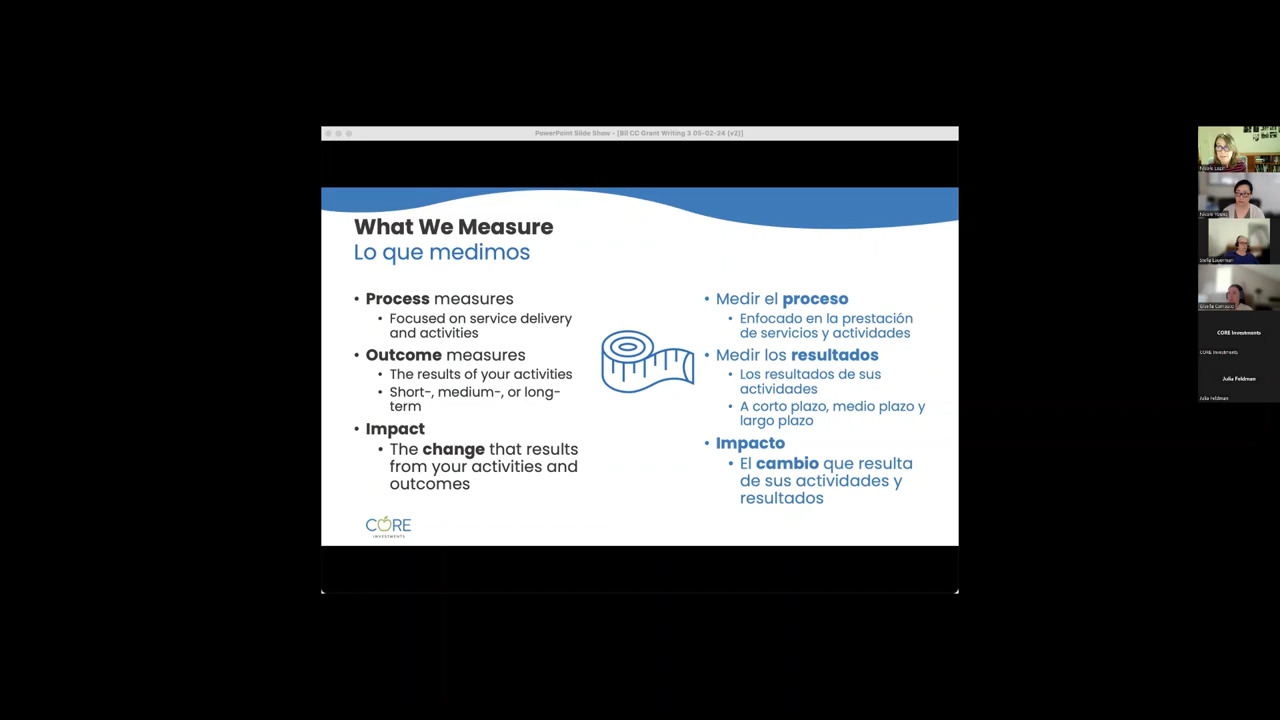 PowerPoint Slide Show - [Bil CC Grant Writing 3 05-02-24 (v2)]
What We Measure
Lo que medimos
• Process measures
• Focused on service delivery
and activities
• Outcome measures
• The results of your activities
• Short-, medium-, or long-
term
• Impact
• The change that results
from your activities and
outcomes
• Medir el proceso
• Enfocado en la prestación
de servicios y actividades
• Medir los resultados
• Los resultados de sus
actividades
• A corto plazo, medio plazo y
largo plazo
• Impacto
• El cambio que resulta
de sus actividades y
resultados
CORE
INVESTMENTS
Nicole Young
Stella Lauerman
CORE Investments
CORE Investments
Julia Feldman
Julia Feldman